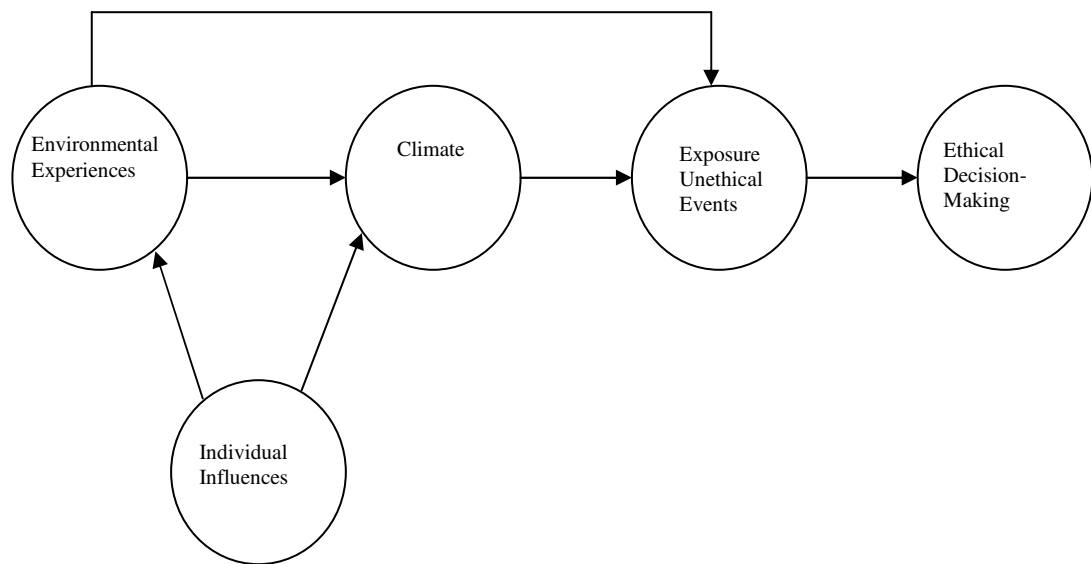 Environmental
Experiences
Climate
Exposure
Unethical
Events
Ethical
Decision-
Making
Individual
Influences